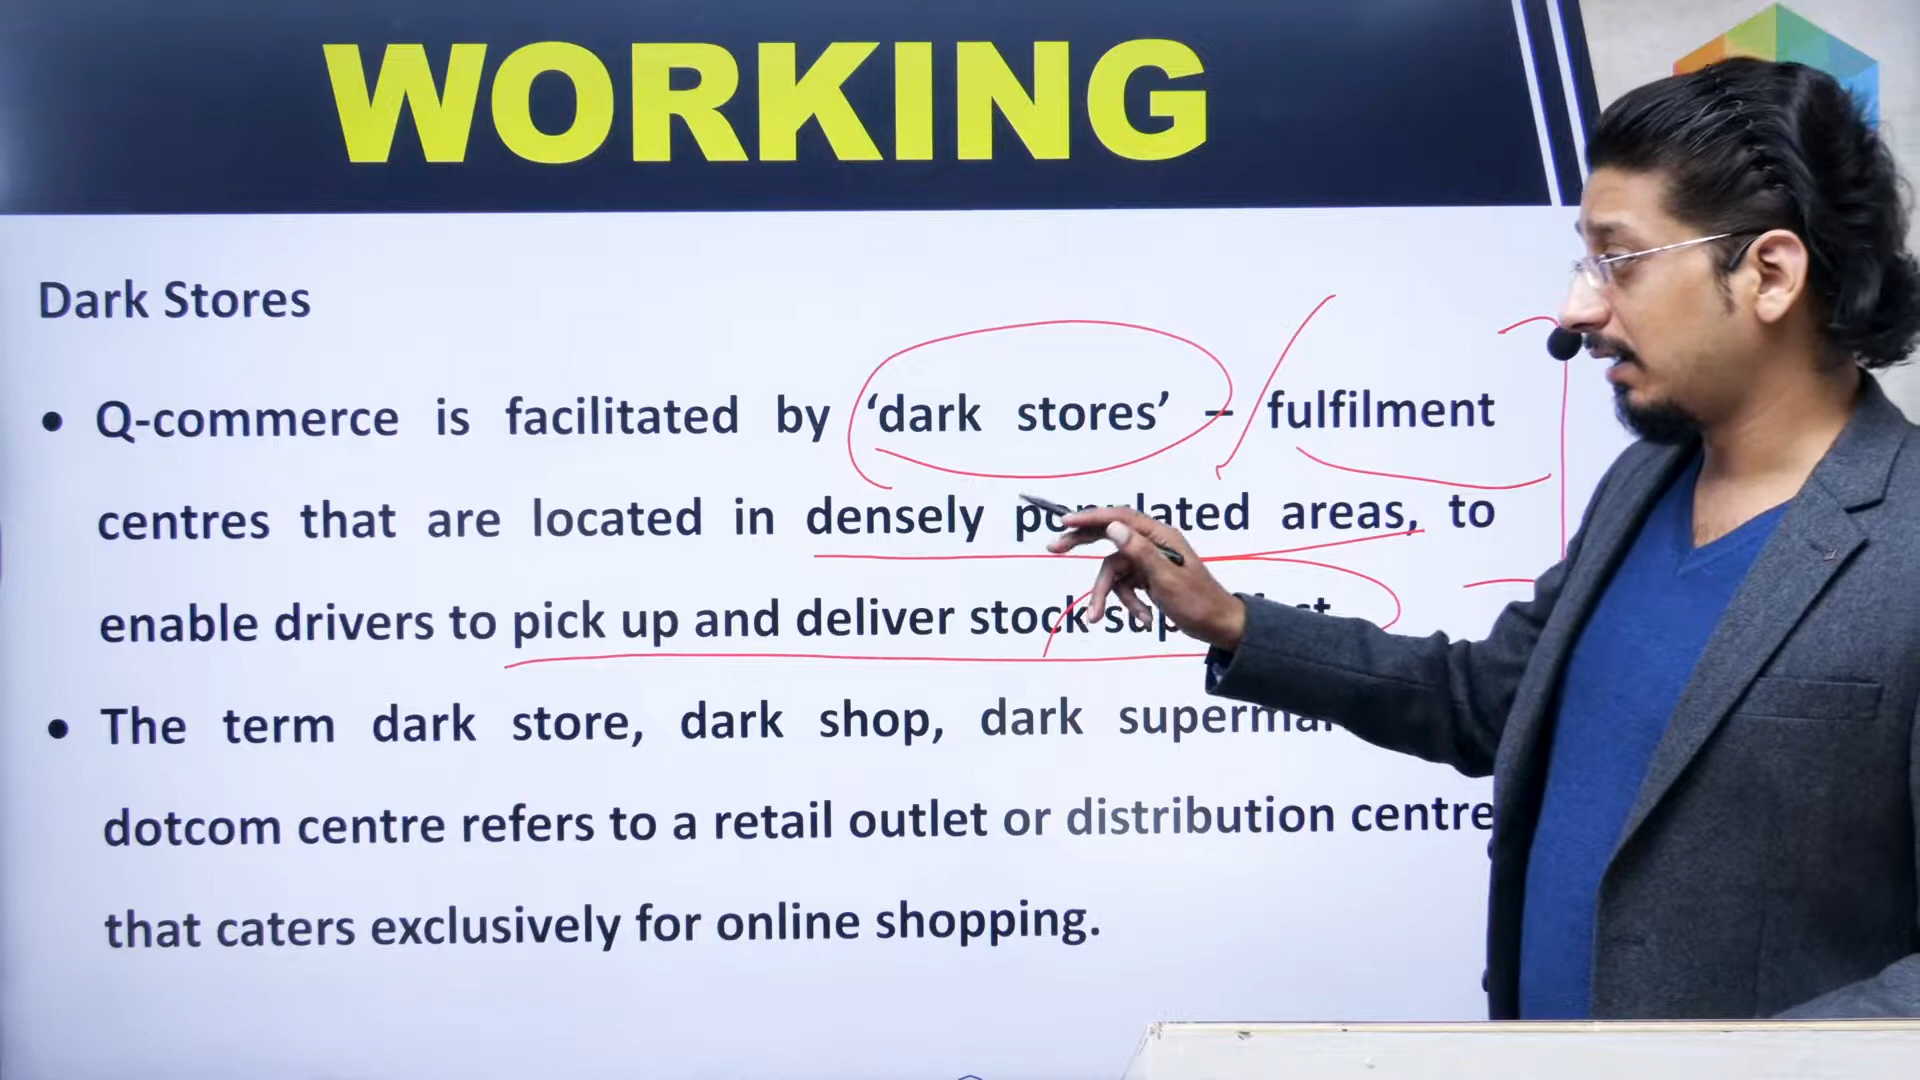 WORKING
Dark Stores
• Q-commerce is facilitated by ‘dark stores’ – fulfilment
centres that are located in densely populated areas, to
enable drivers to pick up and deliver stock
• The term dark store, dark shop, dark
dotcom centre refers to a retail outlet or distribution centre
that caters exclusively for online shopping.